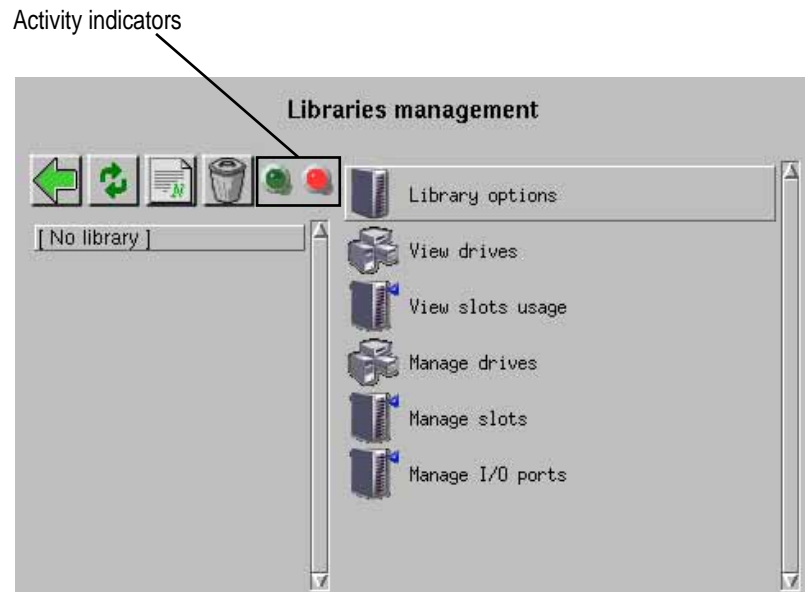 Activity indicators
Libraries management
[ No library ]
Library options
View drives
View slots usage
Manage drives
Manage slots
Manage I/O ports
N